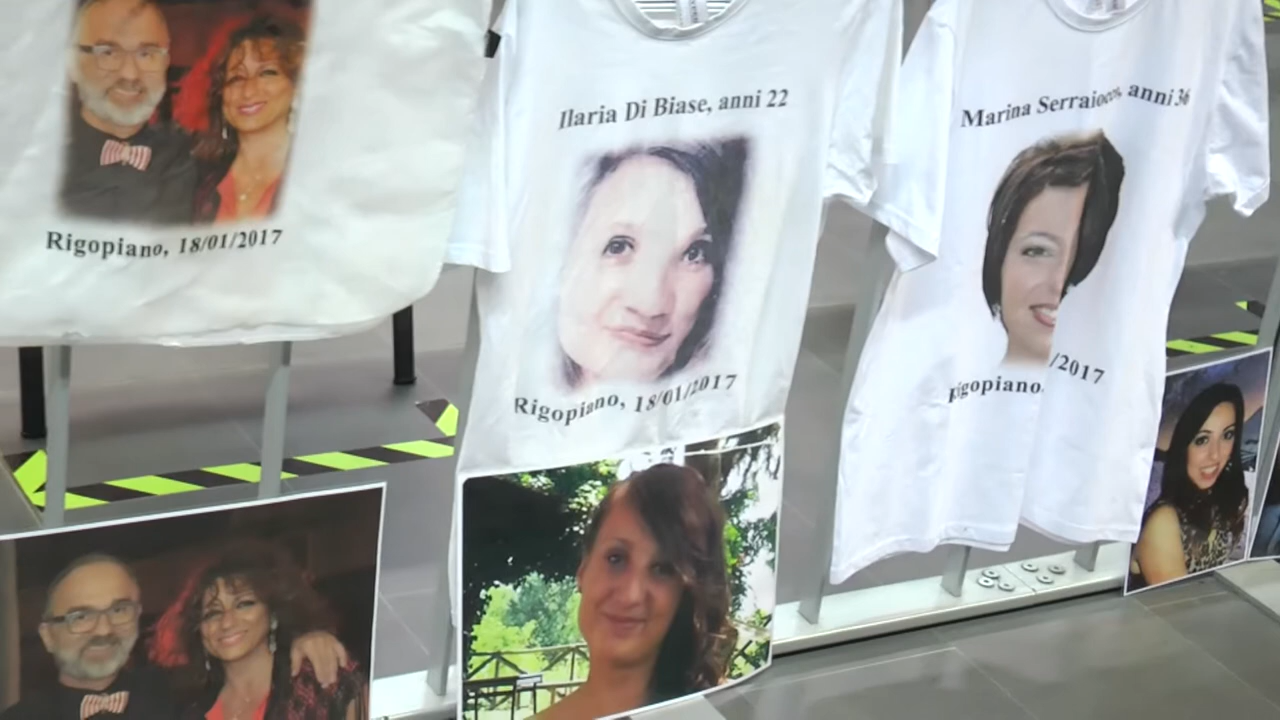 Rigopiano, 18/01/2017
Ilaria Di Biase, anni 22
Rigopiano, 18/01/2017
Marina Serraiocco, anni 36
Rigopiano, /2017